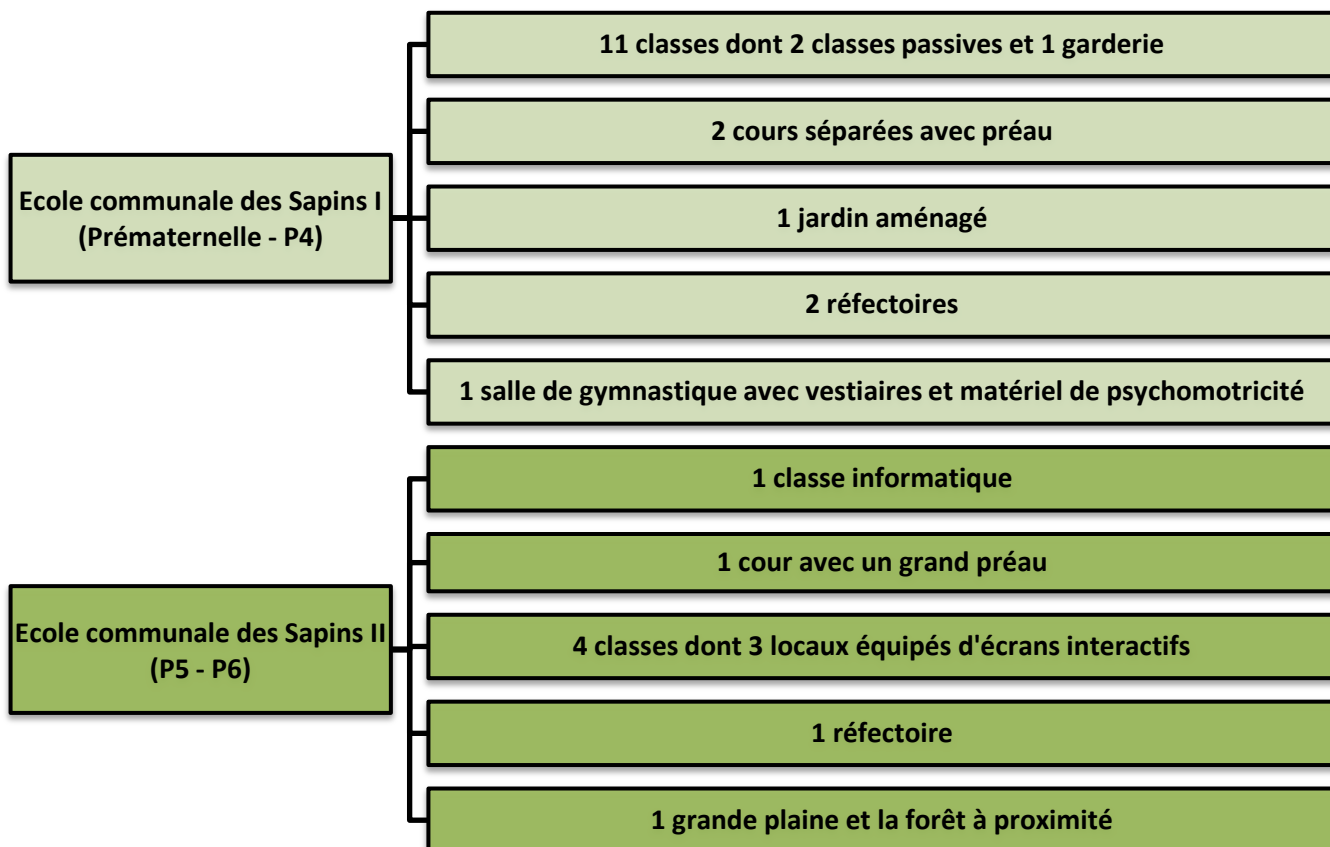 Ecole communale des Sapins I
(Prématernelle - P4)
11 classes dont 2 classes passives et 1 garderie
2 cours séparées avec préau
1 jardin aménagé
2 réfectoires
1 salle de gymnastique avec vestiaires et matériel de psychomotricité
Ecole communale des Sapins II
(P5 - P6)
1 classe informatique
1 cour avec un grand préau
4 classes dont 3 locaux équipés d'écrans interactifs
1 réfectoire
1 grande plaine et la forêt à proximité